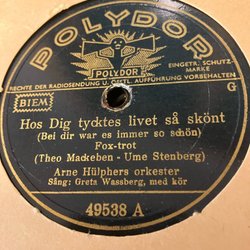 POLYDOR
POLYDOR
EINGETR. SCHUTZ-
MARKE
RECHTE DER RADIOSENDUNG U. ÖFTL. AUFFÜHRUNG VORBEHALTEN
BIEM
G
Hos Dig tycktes livet så skönt
(Bei dir war es immer so schön)
Fox-trot
(Theo Mackeben - Ume Stenberg)
Arne Hülphers orkester
Sång: Greta Wassberg, med kör
49538 A